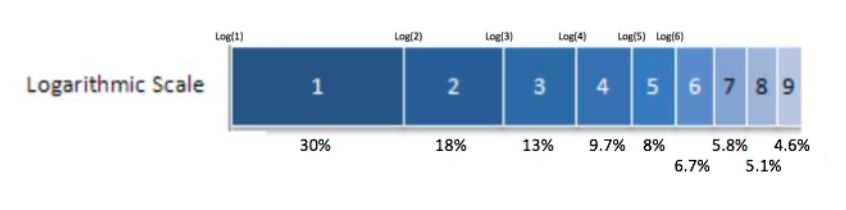 Log(1) Log(2) Log(3) Log(4) Log(5) Log(6)
Logarithmic Scale 1 2 3 4 5 6 7 8 9
30% 18% 13% 9.7% 8% 5.8% 4.6%
6.7% 5.1%